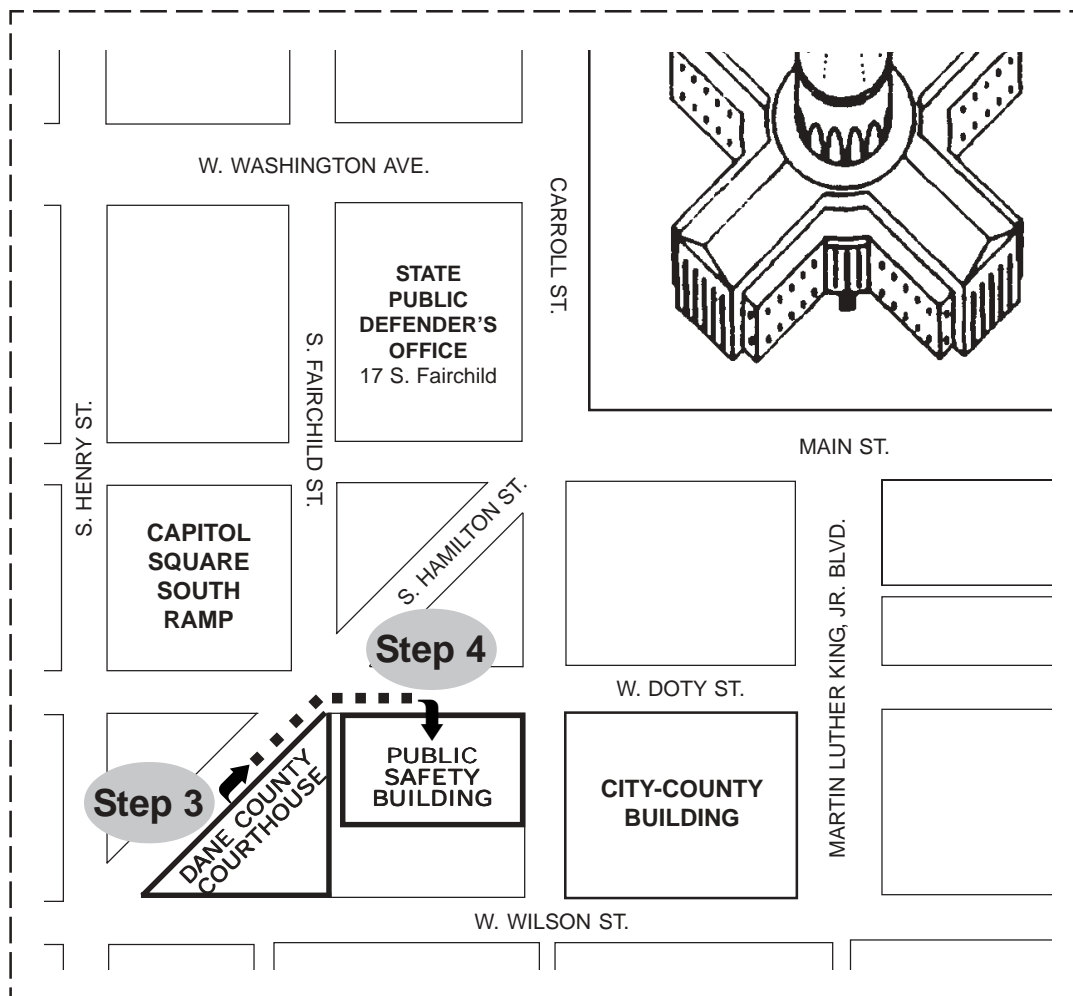 W. WASHINGTON AVE.
CARROLL ST.
STATE
PUBLIC
DEFENDER'S
OFFICE
17 S. Fairchild
S. FAIRCHILD ST.
S. HENRY ST.
MAIN ST.
CAPITOL
SQUARE
SOUTH
RAMP
S. HAMILTON ST.
MARTIN LUTHER KING, JR. BLVD.
Step 4
W. DOTY ST.
Step 3
DANE COUNTY
COURTHOUSE
PUBLIC
SAFETY
BUILDING
CITY-COUNTY
BUILDING
W. WILSON ST.